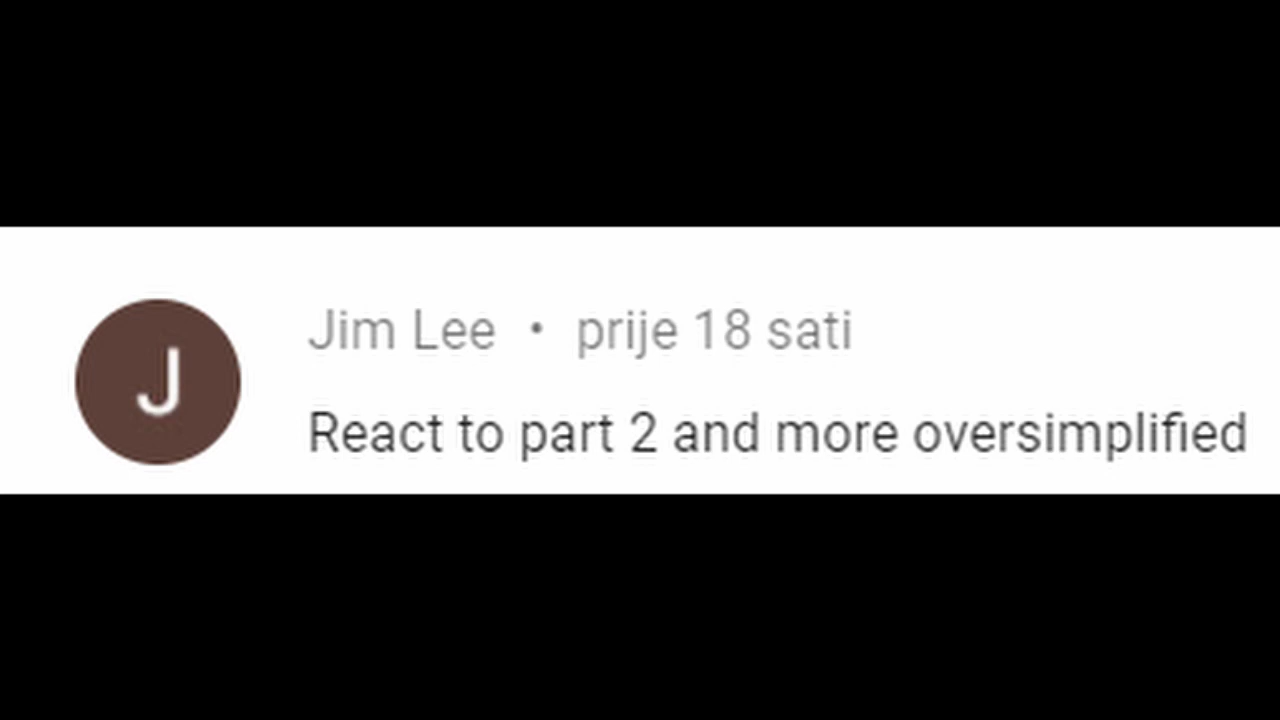 J
Jim Lee • prije 18 sati
React to part 2 and more oversimplified